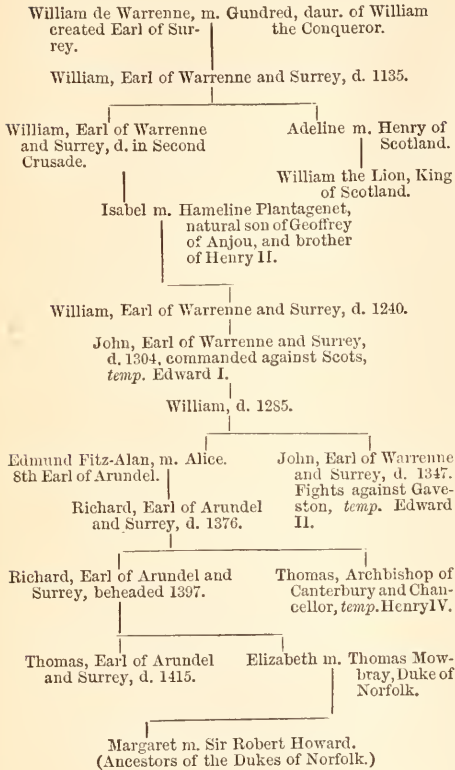 William de Warrenne, m. Gundred, daur. of William
created Earl of Sur-
rey.
the Conqueror.
William, Earl of Warrenne and Surrey, d. 1135.
William, Earl of Warrenne
and Surrey, d. in Second
Crusade.
Adeline m. Henry of
Scotland.
William the Lion, King
of Scotland.
Isabel m. Hameline Plantagenet,
natural son of Geoffrey
of Anjou, and brother
of Henry II.
William, Earl of Warrenne and Surrey, d. 1240.
John, Earl of Warrenne and Surrey,
d. 1304, commanded against Scots,
temp. Edward I.
William, d. 1285.
Edmund Fitz-Alan, m. Alice.
8th Earl of Arundel.
John, Earl of Warrenne
and Surrey, d. 1347.
Fights against Gave-
ston, temp. Edward
II.
Richard, Earl of Arundel
and Surrey, d. 1376.
Richard, Earl of Arundel and
Surrey, beheaded 1397.
Thomas, Archbishop of
Canterbury and Chan-
cellor, temp. Henry IV.
Thomas, Earl of Arundel
and Surrey, d. 1415.
Elizabeth m. Thomas Mow-
bray, Duke of
Norfolk.
Margaret m. Sir Robert Howard.
(Ancestors of the Dukes of Norfolk.)